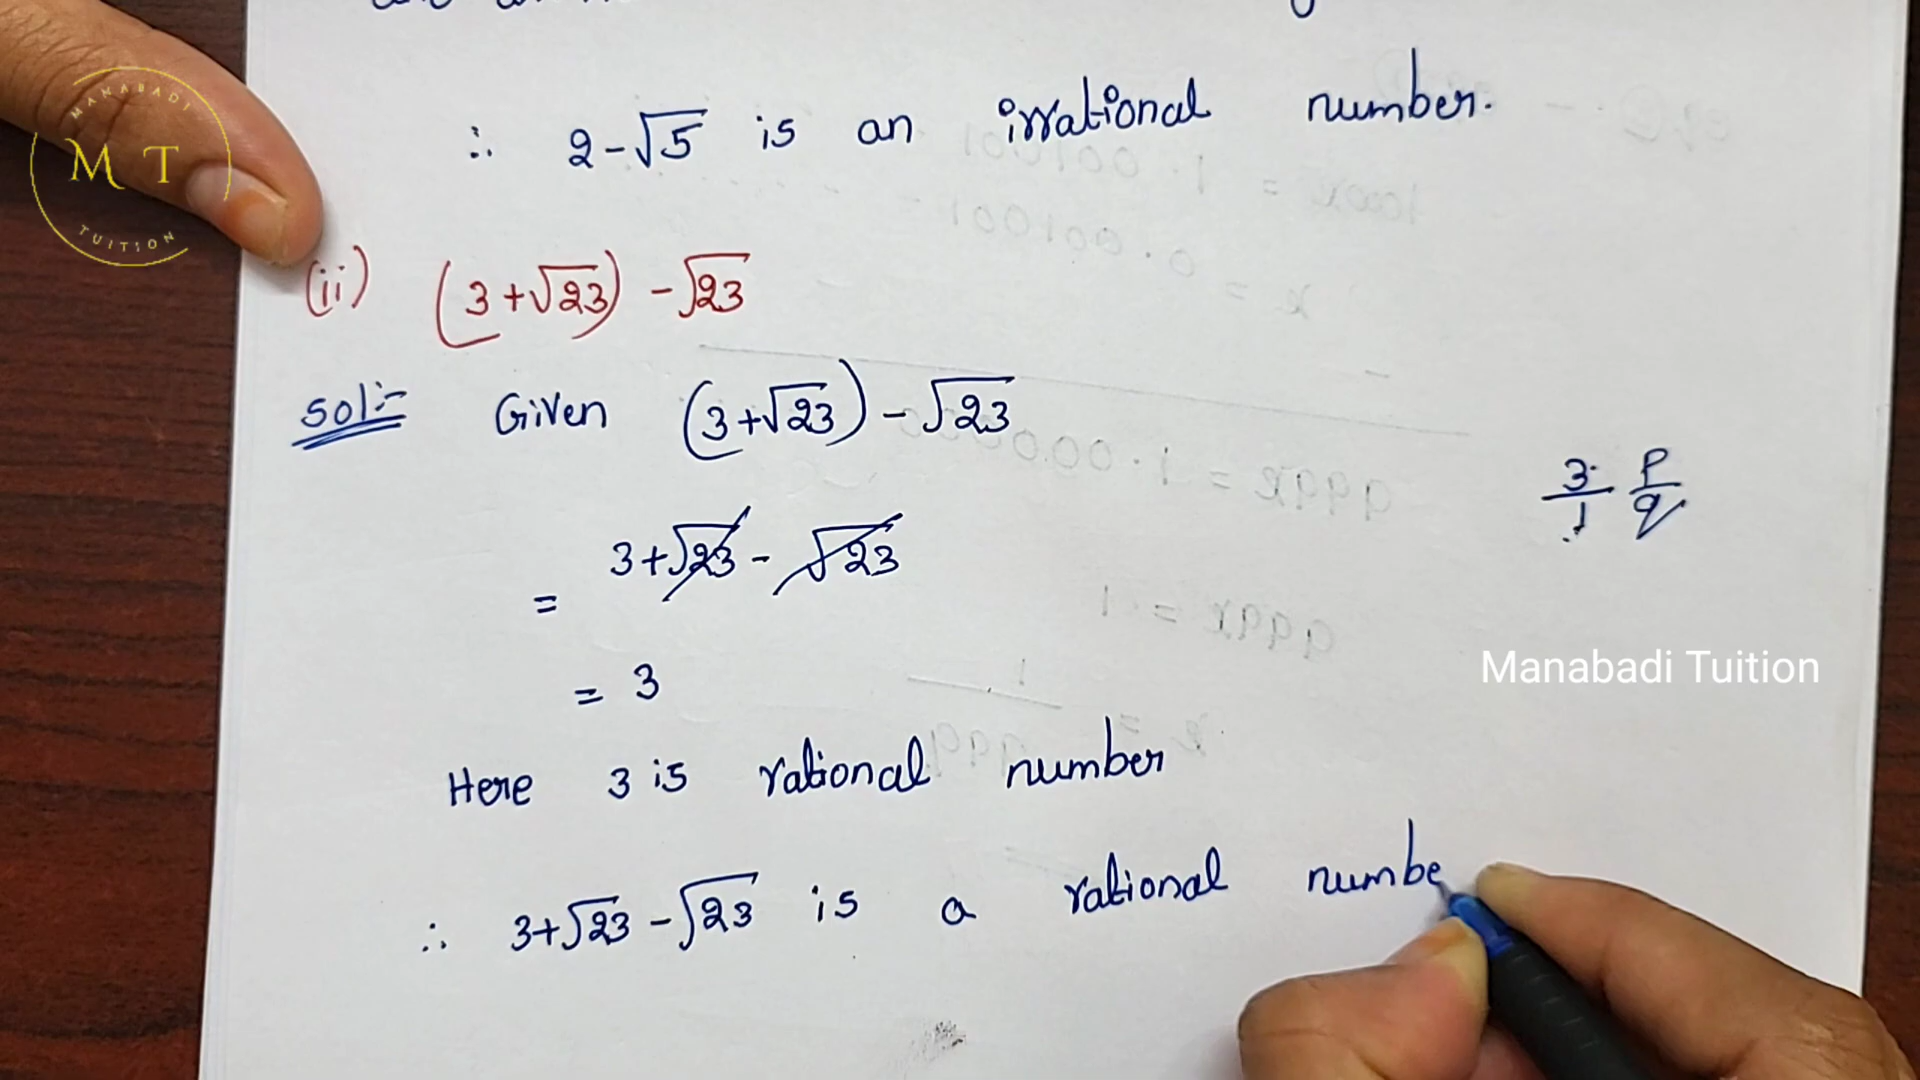 ∴ 2-√5 is an irrational number.
(ii) (3+√23) -√23
Sol:- Given (3+√23) - √23
3/1 P/q
= 3+√23 - √23
= 3
Here 3 is rational number
∴ 3+√23 -√23 is a rational numbe
MANABADI
M T
TUITION
Manabadi Tuition